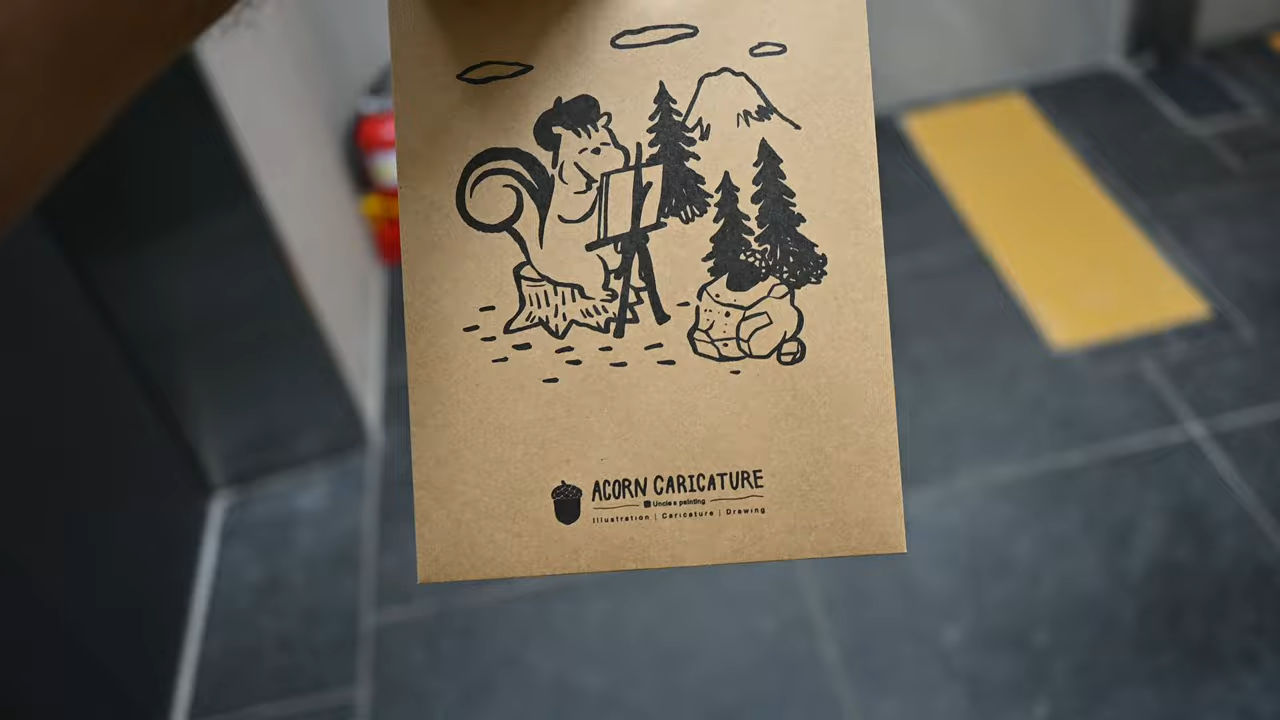 ACORN CARICATURE
Uncle's painting
Illustration | Caricature | Drawing